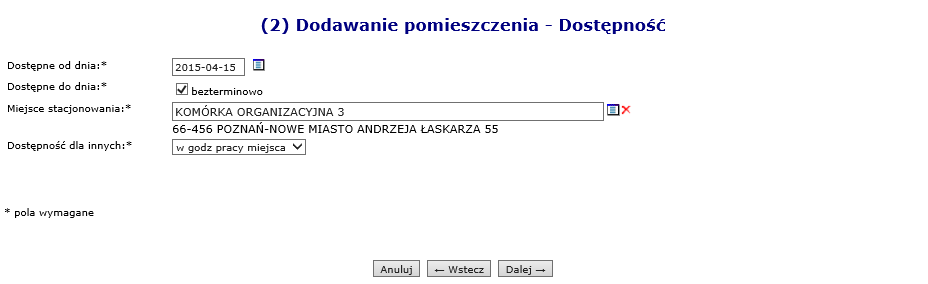 (2) Dodawanie pomieszczenia - Dostępność
Dostępne od dnia:* 2015-04-15
Dostępne do dnia:* bezterminowo
Miejsce stacjonowania:* KOMÓRKA ORGANIZACYJNA 3
66-456 POZNAŃ-NOWE MIASTO ANDRZEJA ŁASKARZA 55
Dostępność dla innych:* w godz pracy miejsca
* pola wymagane
Anuluj ← Wstecz Dalej →